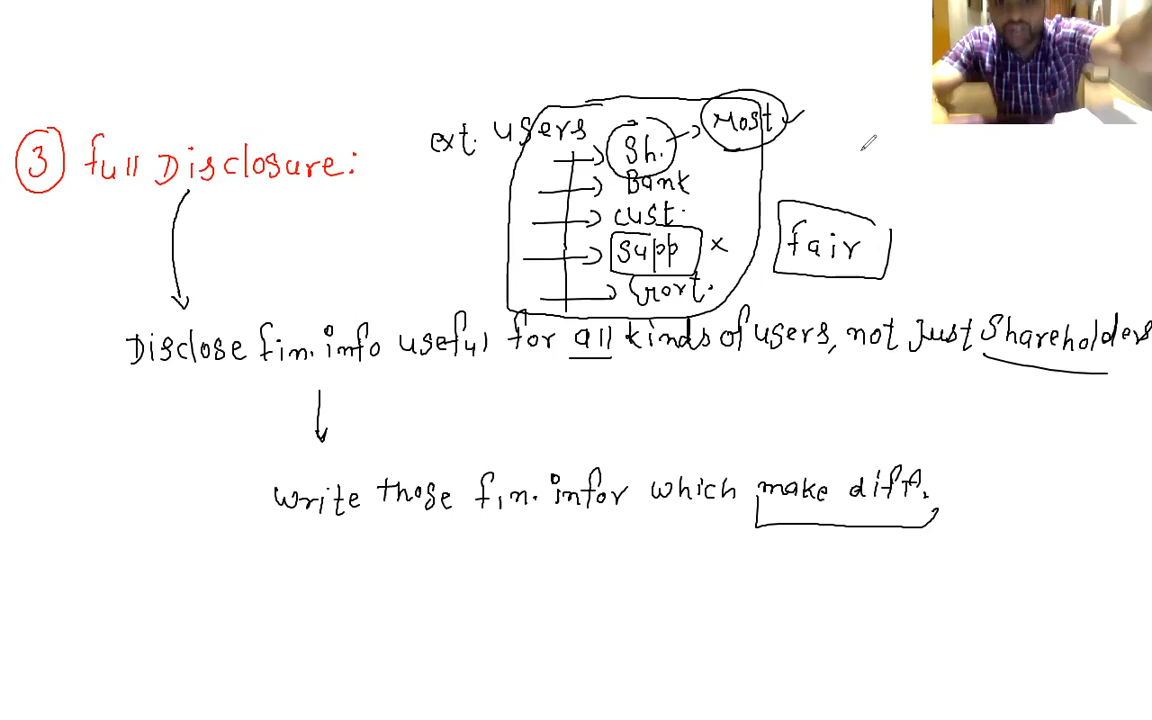 ③ full Disclosure:
ext. users
Sh. → Most ✓
Bank
cust.
Supp ×
Govt.
fair
Disclose fin. info useful for all kinds of users, not just Shareholders
↓
write those fin. infor which make diff.